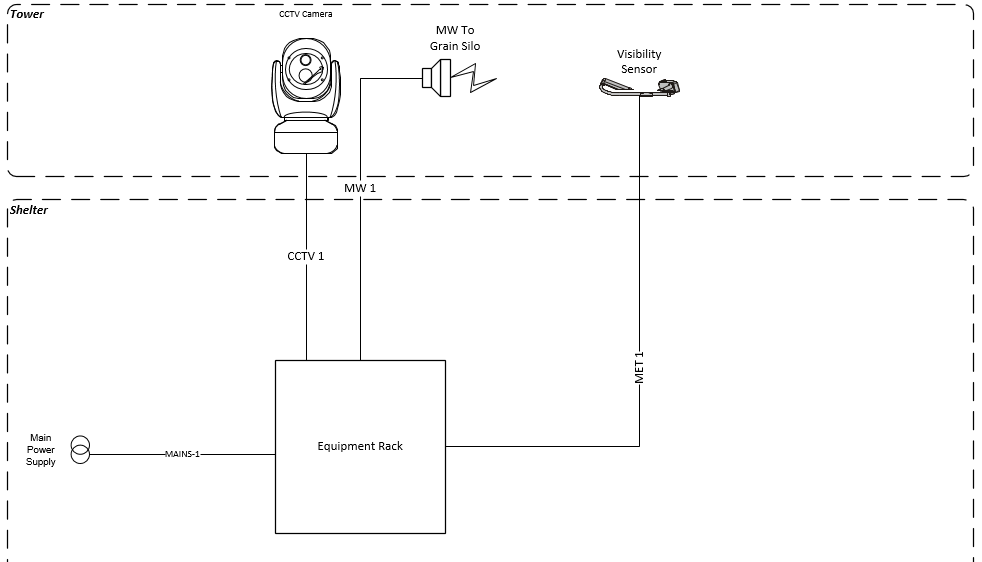 Tower
CCTV Camera
MW To
Grain Silo
Visibility
Sensor
MW 1
Shelter
CCTV 1
MET 1
Main
Power
Supply
MAINS-1
Equipment Rack